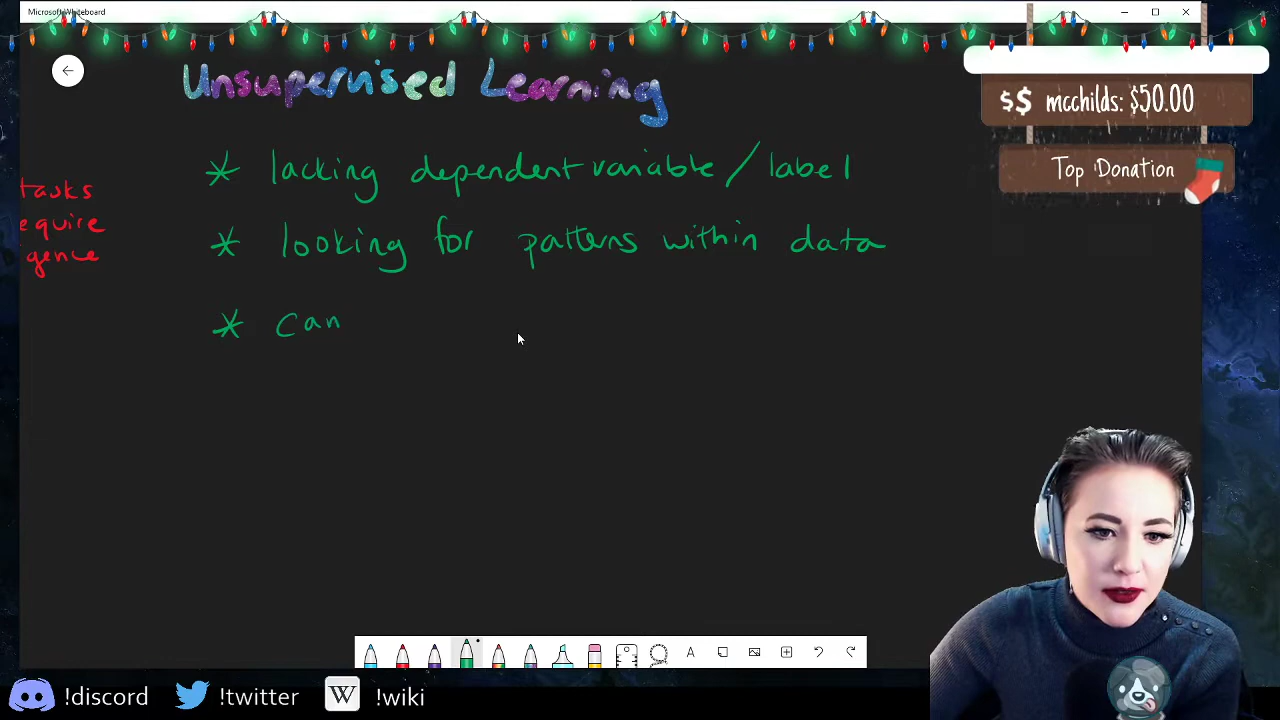 Microsoft Whiteboard
Unsupervised Learning
$$ mcchilds: $50.00
Top Donation
* lacking dependent variable / label
tasks
equire
gence
* looking for patterns within data
* can
A
!discord
!twitter
W !wiki